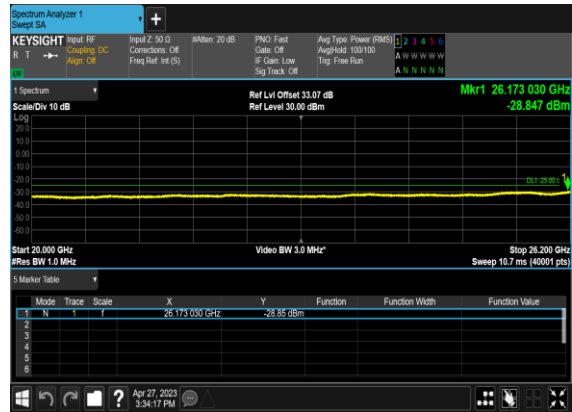 Spectrum Analyzer 1
Swept SA
+
KEYSIGHT Input: RF Input Z: 50 Ω #Atten: 20 dB PNO: Fast Avg Type: Power (RMS) 1 2 3 4 5 6
R T Coupling: DC Corrections: Off Gate: Off Avg|Hold: 100/100 A W W W W W
Align: Off Freq Ref: Int (S) IF Gain: Low Trig: Free Run
Sig Track: Off A N N N N N
1 Spectrum Ref Lvl Offset 33.07 dB Mkr1 26.173 030 GHz
Scale/Div 10 dB Ref Level 30.00 dBm -28.847 dBm
Log
20.0
10.0
0.00
-10.0
-20.0
DL1 -25.00 1
-30.0
-40.0
-50.0
-60.0
Start 20.000 GHz Video BW 3.0 MHz* Stop 26.200 GHz
#Res BW 1.0 MHz Sweep 10.7 ms (40001 pts)
5 Marker Table
Mode Trace Scale X Y Function Function Width Function Value
1 N 1 f 26.173 030 GHz -28.85 dBm
2
3
4
5
6
? Apr 27, 2023
3:34:17 PM